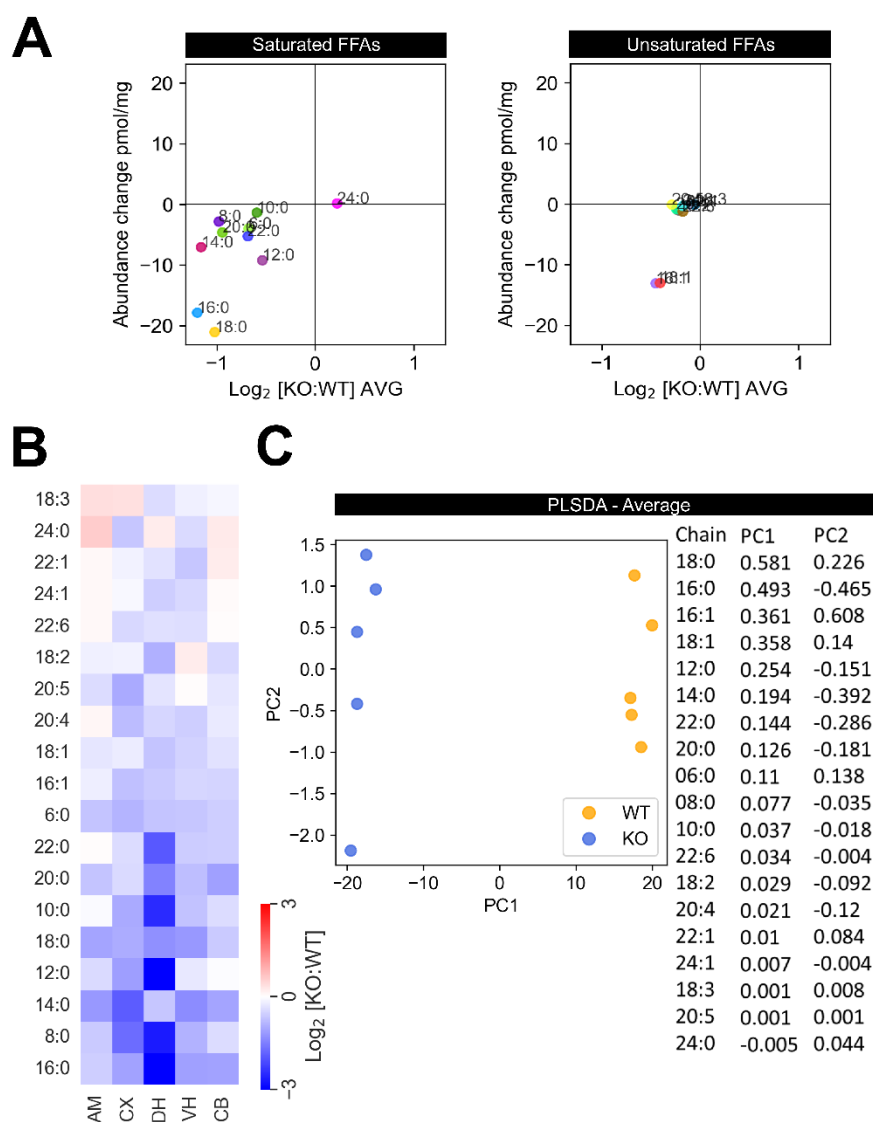 A
Saturated FFAs
Unsaturated FFAs
Abundance change pmol/mg
20
10
0
−10
−20
24:0
10:0
8:0
20:0
6:0
22:0
14:0
12:0
16:0
18:0
−1
0
1
Log2 [KO:WT] AVG
Abundance change pmol/mg
20
10
0
−10
−20
16:1
18:1
−1
0
1
Log2 [KO:WT] AVG
B
18:3
24:0
22:1
24:1
22:6
18:2
20:5
20:4
18:1
16:1
6:0
22:0
20:0
10:0
18:0
12:0
14:0
8:0
16:0
AM CX DH VH CB
3
0
−3
Log2 [KO:WT]
C
PLSDA - Average
1.5
1.0
0.5
0.0
−0.5
−1.0
−1.5
−2.0
PC2
−20 −10 0 10 20
PC1
WT
KO
Chain PC1 PC2
18:0 0.581 0.226
16:0 0.493 -0.465
16:1 0.361 0.608
18:1 0.358 0.14
12:0 0.254 -0.151
14:0 0.194 -0.392
22:0 0.144 -0.286
20:0 0.126 -0.181
06:0 0.11 0.138
08:0 0.077 -0.035
10:0 0.037 -0.018
22:6 0.034 -0.004
18:2 0.029 -0.092
20:4 0.021 -0.12
22:1 0.01 0.084
24:1 0.007 -0.004
18:3 0.001 0.008
20:5 0.001 0.001
24:0 -0.005 0.044